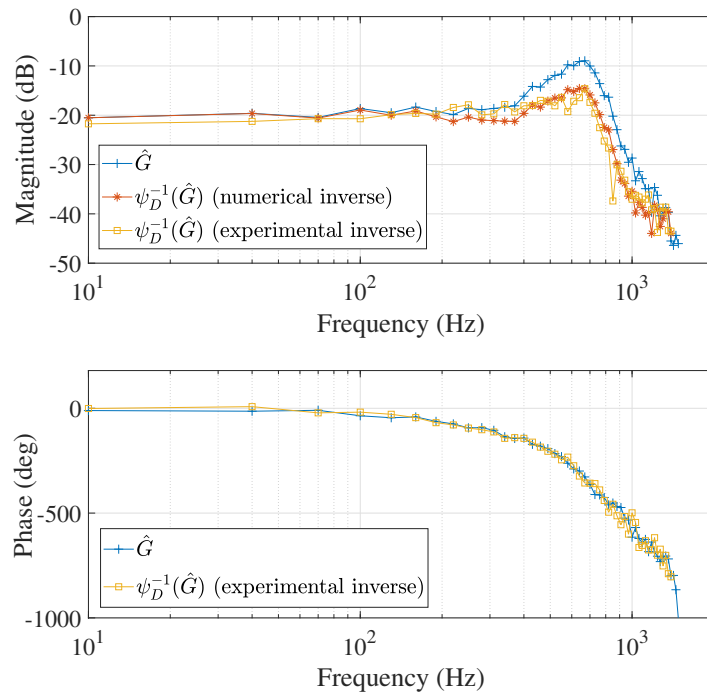 0
-10
-20
-30
-40
-50
Magnitude (dB)
Ĝ
ψ_D^{-1}(Ĝ) (numerical inverse)
ψ_D^{-1}(Ĝ) (experimental inverse)
10^1
10^2
10^3
Frequency (Hz)
0
-500
-1000
Phase (deg)
Ĝ
ψ_D^{-1}(Ĝ) (experimental inverse)
10^1
10^2
10^3
Frequency (Hz)